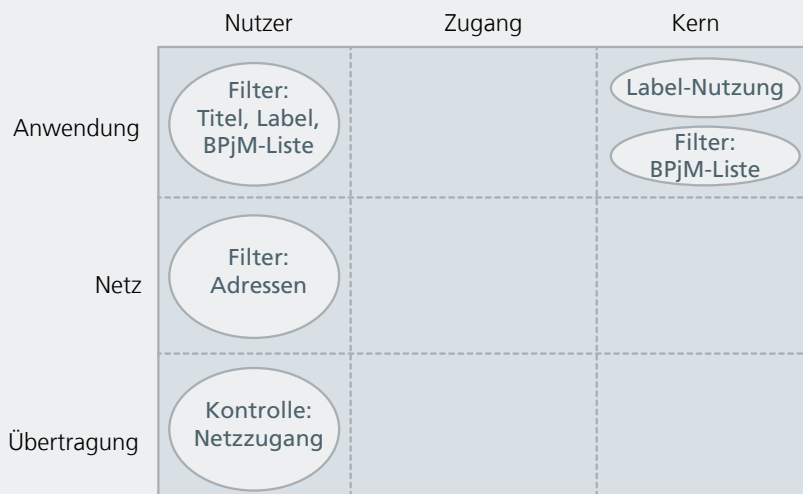 Nutzer
Zugang
Kern
Anwendung
Filter:
Titel, Label,
BPjM-Liste
Label-Nutzung
Filter:
BPjM-Liste
Netz
Filter:
Adressen
Übertragung
Kontrolle:
Netzzugang